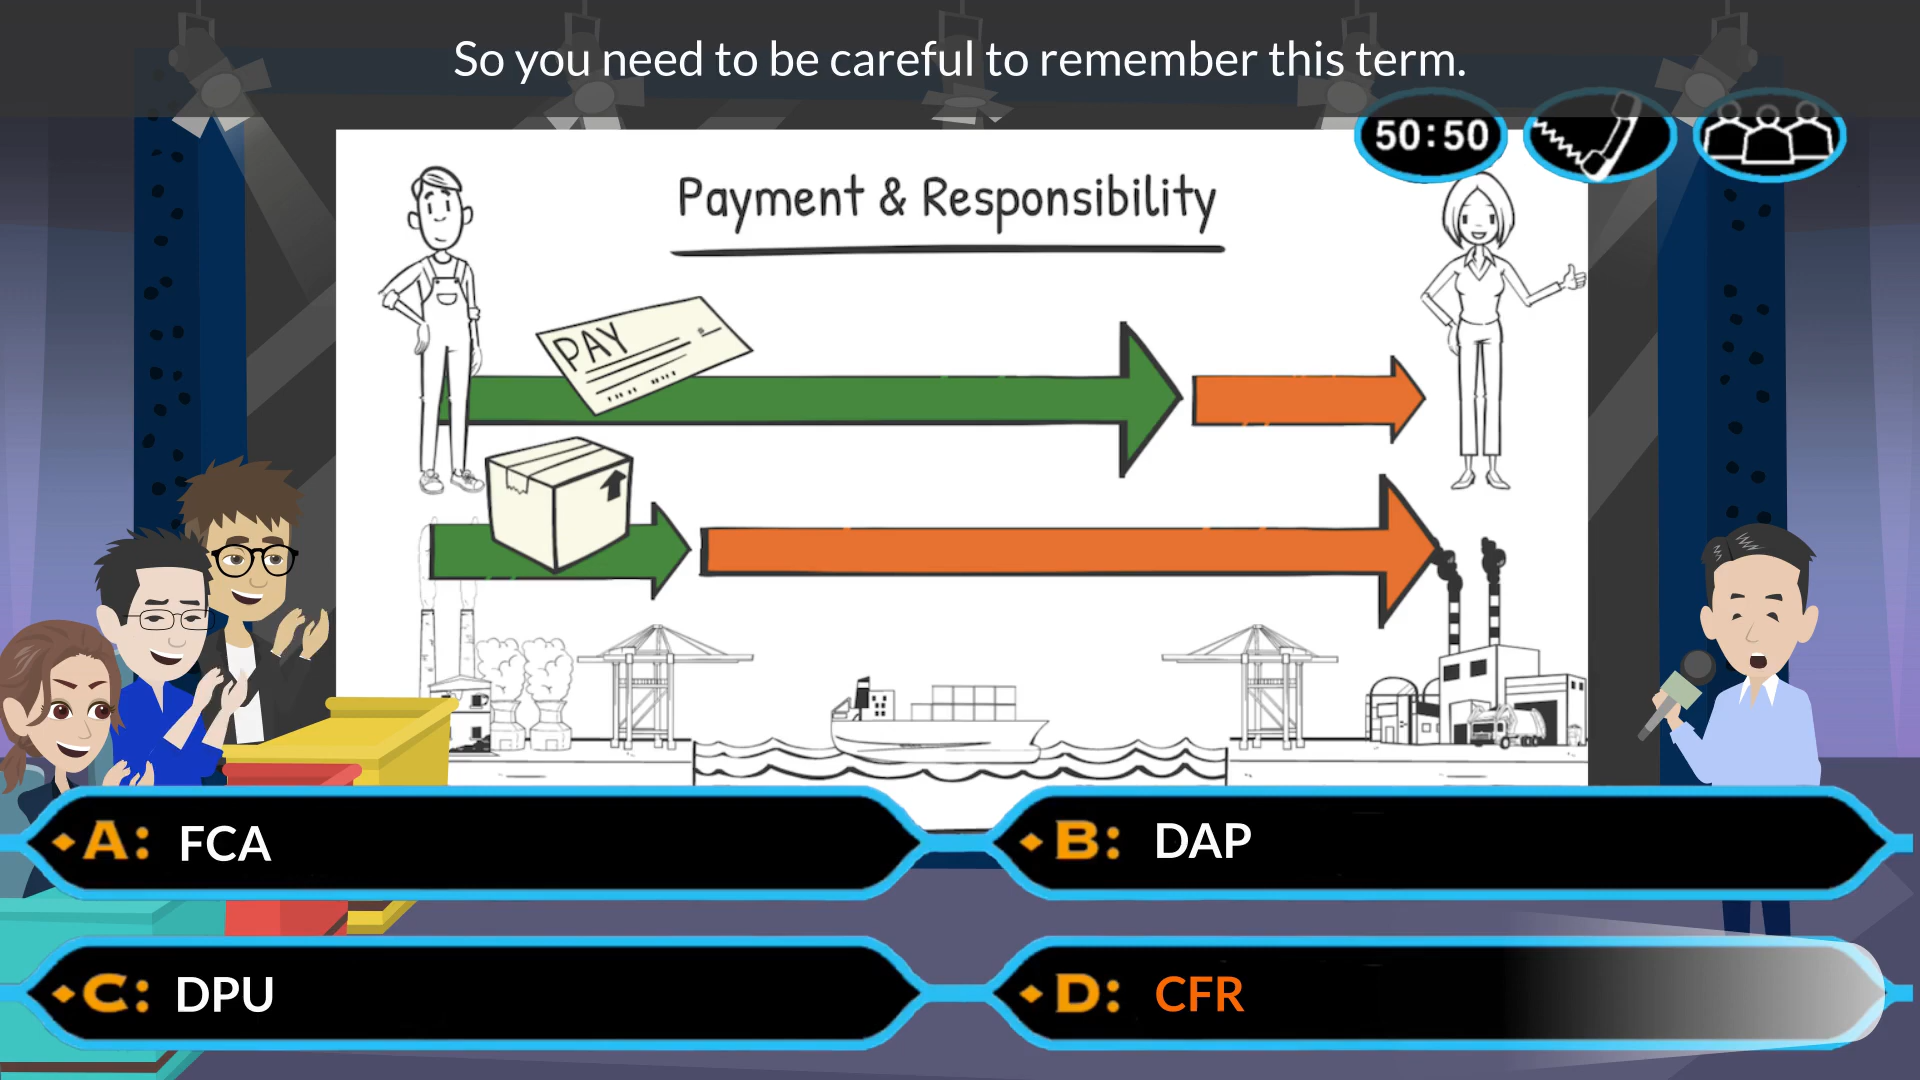 So you need to be careful to remember this term.
50:50
Payment & Responsibility
PAY
A: FCA
B: DAP
C: DPU
D: CFR